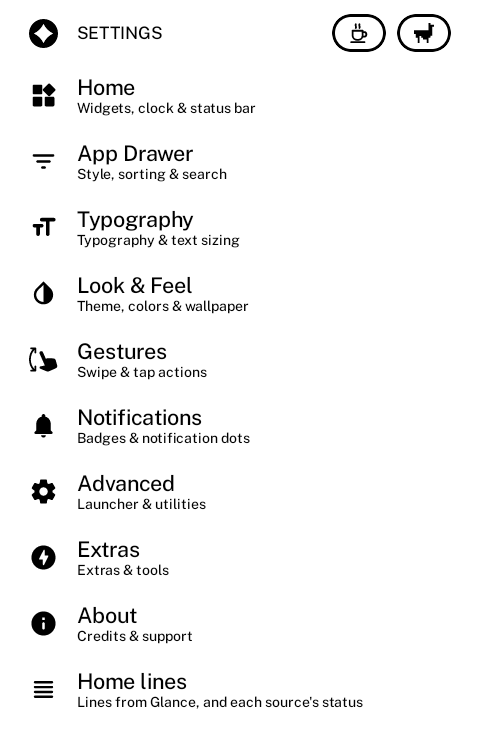 SETTINGS
Home
Widgets, clock & status bar
App Drawer
Style, sorting & search
Typography
Typography & text sizing
Look & Feel
Theme, colors & wallpaper
Gestures
Swipe & tap actions
Notifications
Badges & notification dots
Advanced
Launcher & utilities
Extras
Extras & tools
About
Credits & support
Home lines
Lines from Glance, and each source's status